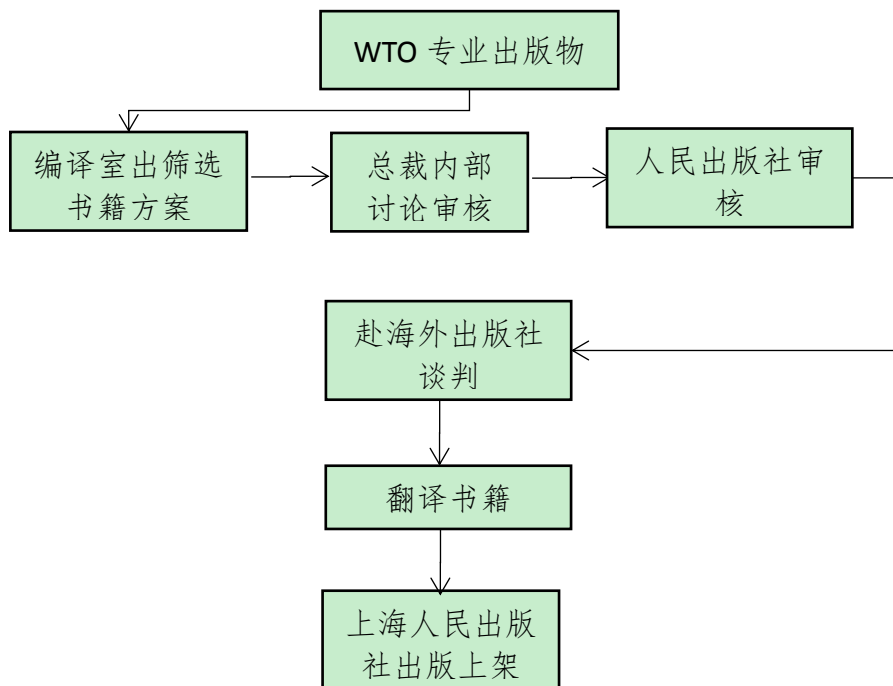 WTO 专业出版物
编译室出筛选
书籍方案
总裁内部
讨论审核
人民出版社审
核
赴海外出版社
谈判
翻译书籍
上海人民出版
社出版上架